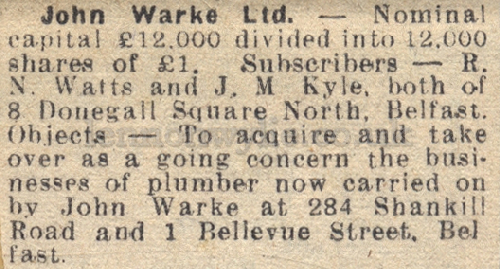 John Warke Ltd. — Nominal
capital £12.000 divided into 12.000
shares of £1. Subscribers — R.
N. Watts and J. M. Kyle, both of
8 Donegall Square North, Belfast.
Objects — To acquire and take
over as a going concern the busi-
nesses of plumber now carried on
by John Warke at 284 Shankill
Road and 1 Bellevue Street, Bel
fast.